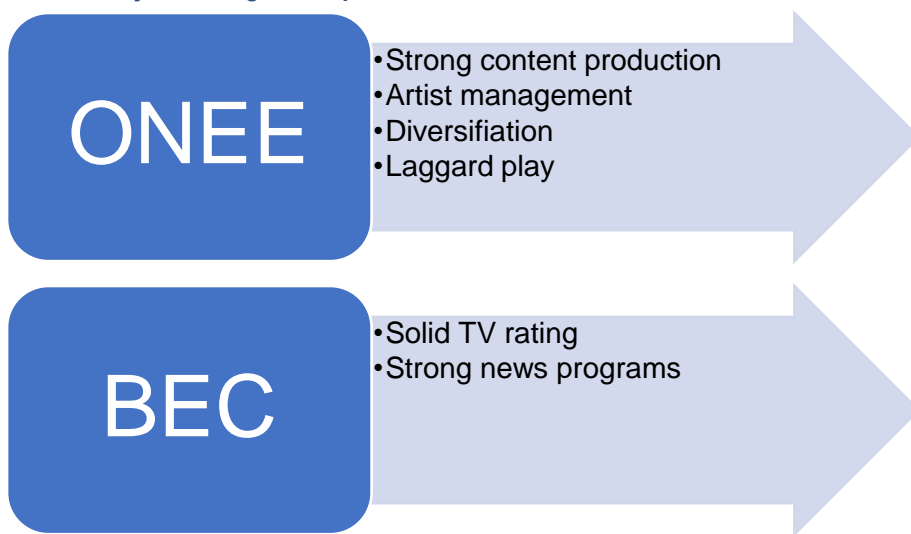 ONEE
•Strong content production
•Artist management
•Diversifiation
•Laggard play
BEC
•Solid TV rating
•Strong news programs